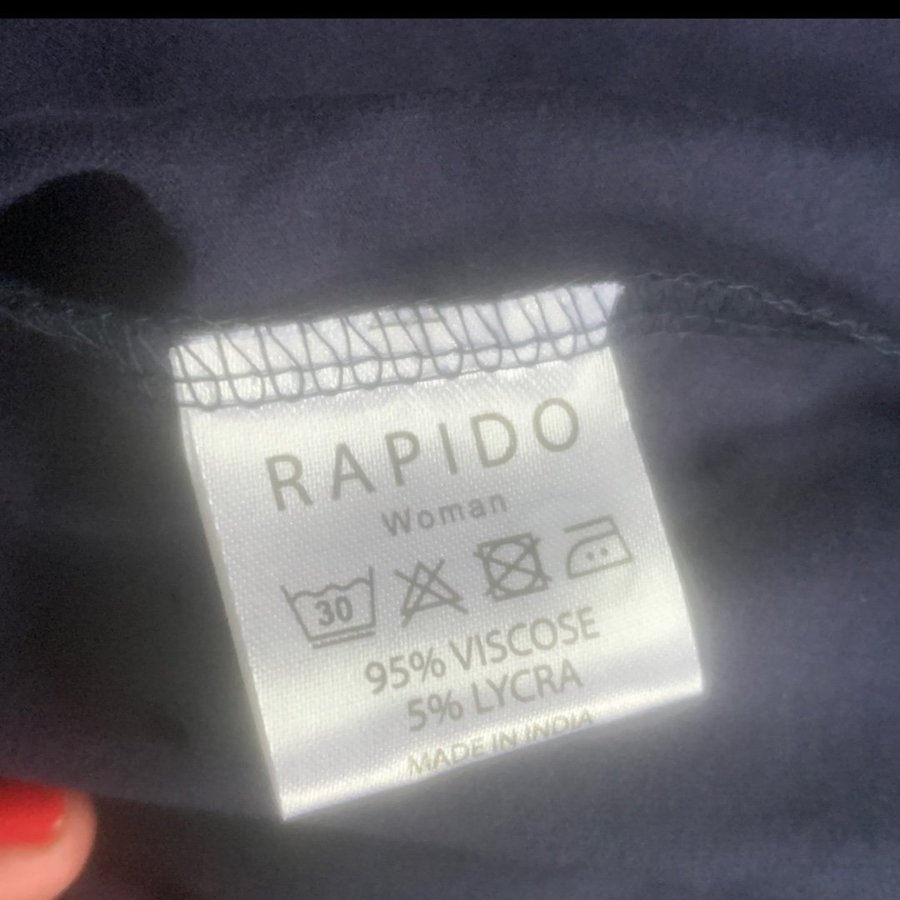 RAPIDO
Woman
30
95% VISCOSE
5% LYCRA
MADE IN INDIA